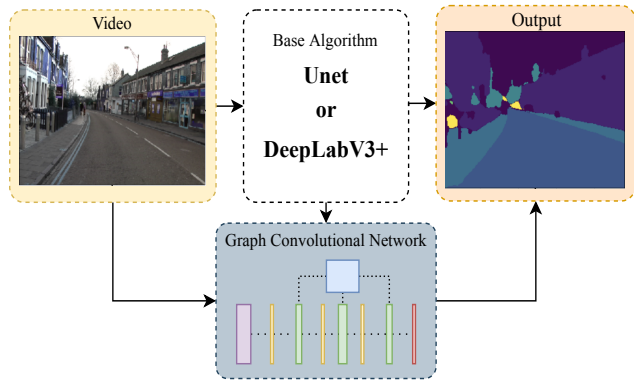 Video
Base Algorithm
Unet
or
DeepLabV3+
Output
Graph Convolutional Network